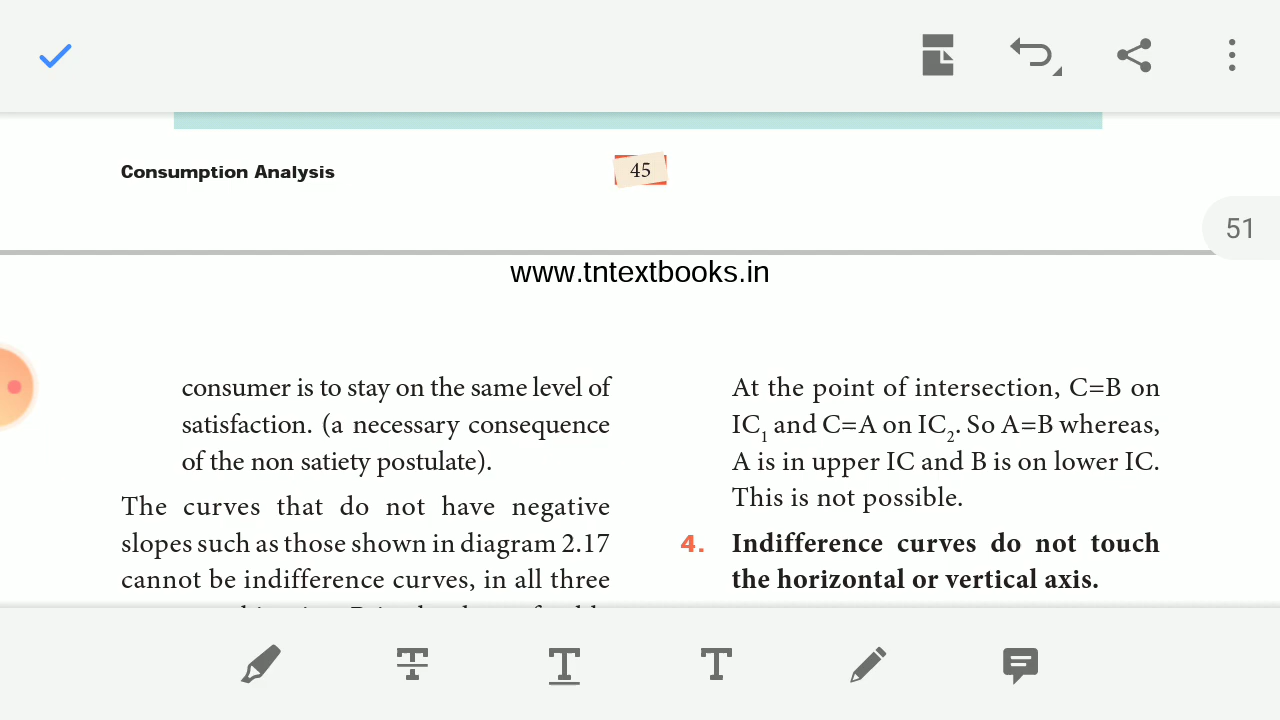 Consumption Analysis
45
51
www.tntextbooks.in
consumer is to stay on the same level of
satisfaction. (a necessary consequence
of the non satiety postulate).
The curves that do not have negative
slopes such as those shown in diagram 2.17
cannot be indifference curves, in all three
At the point of intersection, C=B on
IC₁ and C=A on IC₂. So A=B whereas,
A is in upper IC and B is on lower IC.
This is not possible.
4. Indifference curves do not touch
the horizontal or vertical axis.